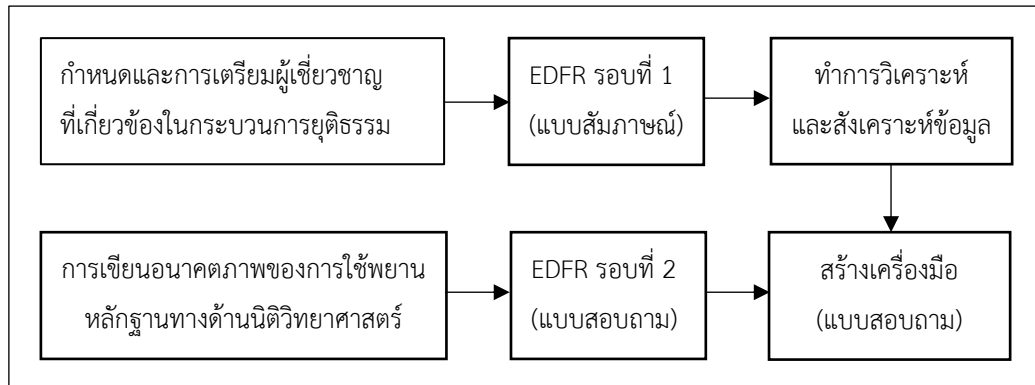 กำหนดและการเตรียมผู้เชี่ยวชาญ
ที่เกี่ยวข้องในกระบวนการยุติธรรม
EDFR รอบที่ 1
(แบบสัมภาษณ์)
ทำการวิเคราะห์
และสังเคราะห์ข้อมูล
การเขียนอนาคตภาพของการใช้พยาน
หลักฐานทางด้านนิติวิทยาศาสตร์
EDFR รอบที่ 2
(แบบสอบถาม)
สร้างเครื่องมือ
(แบบสอบถาม)